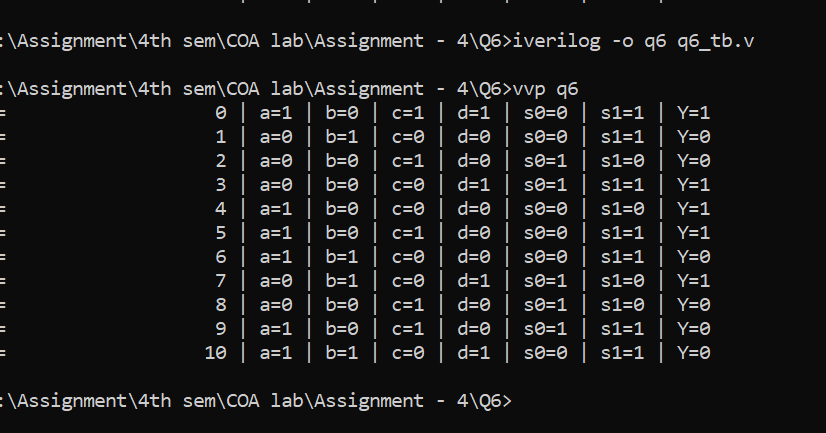 :\Assignment\4th sem\COA lab\Assignment - 4\Q6>iverilog -o q6 q6_tb.v
:\Assignment\4th sem\COA lab\Assignment - 4\Q6>vvp q6
= 0 | a=1 | b=0 | c=1 | d=1 | s0=0 | s1=1 | Y=1
= 1 | a=0 | b=1 | c=0 | d=0 | s0=0 | s1=1 | Y=0
= 2 | a=0 | b=0 | c=1 | d=0 | s0=1 | s1=0 | Y=0
= 3 | a=0 | b=0 | c=0 | d=1 | s0=1 | s1=1 | Y=1
= 4 | a=1 | b=0 | c=0 | d=0 | s0=0 | s1=0 | Y=1
= 5 | a=1 | b=0 | c=1 | d=0 | s0=0 | s1=1 | Y=1
= 6 | a=1 | b=1 | c=0 | d=0 | s0=0 | s1=1 | Y=0
= 7 | a=0 | b=1 | c=0 | d=1 | s0=1 | s1=0 | Y=1
= 8 | a=0 | b=0 | c=1 | d=0 | s0=1 | s1=0 | Y=0
= 9 | a=1 | b=0 | c=1 | d=0 | s0=1 | s1=1 | Y=0
= 10 | a=1 | b=1 | c=0 | d=1 | s0=0 | s1=1 | Y=0
:\Assignment\4th sem\COA lab\Assignment - 4\Q6>